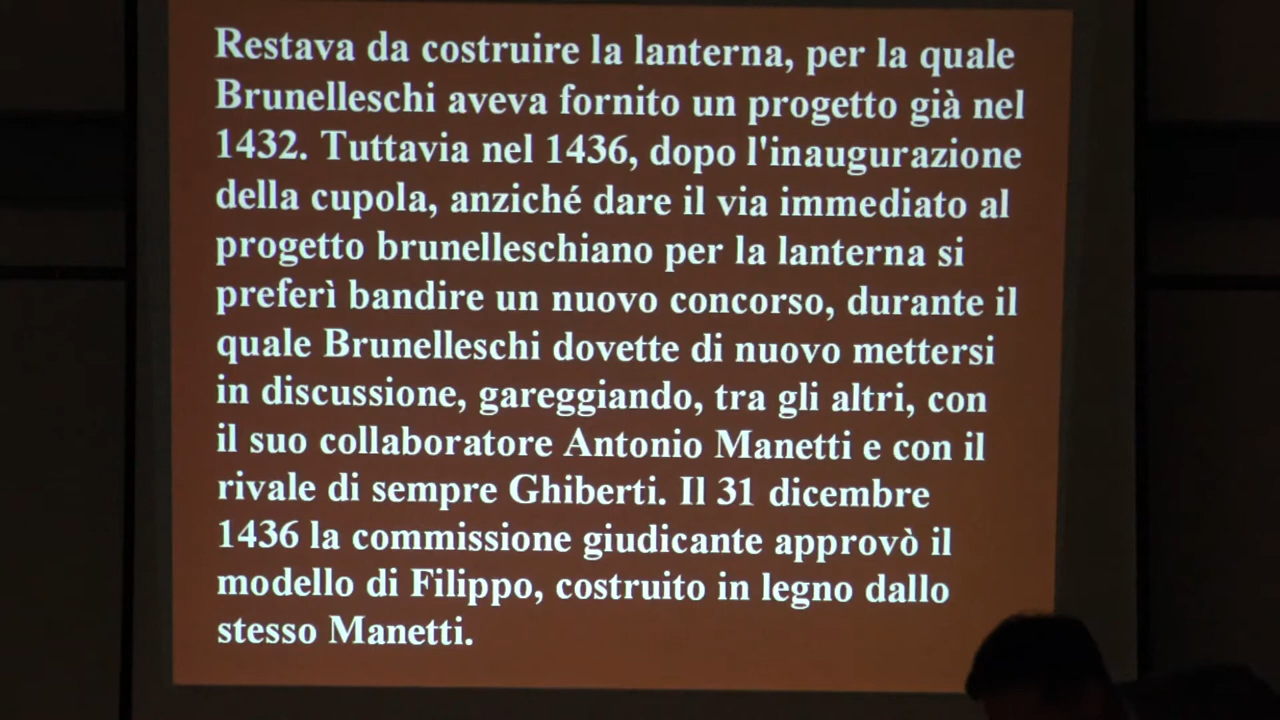 Restava da costruire la lanterna, per la quale
Brunelleschi aveva fornito un progetto già nel
1432. Tuttavia nel 1436, dopo l'inaugurazione
della cupola, anziché dare il via immediato al
progetto brunelleschiano per la lanterna si
preferì bandire un nuovo concorso, durante il
quale Brunelleschi dovette di nuovo mettersi
in discussione, gareggiando, tra gli altri, con
il suo collaboratore Antonio Manetti e con il
rivale di sempre Ghiberti. Il 31 dicembre
1436 la commissione giudicante approvò il
modello di Filippo, costruito in legno dallo
stesso Manetti.